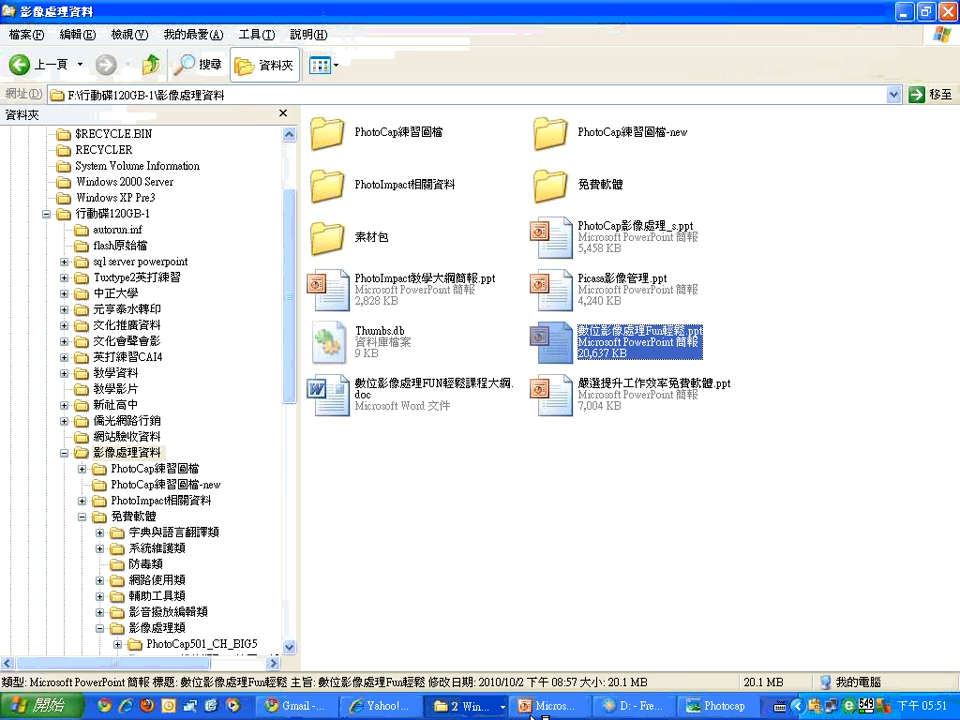 影像處理資料
檔案(F) 編輯(E) 檢視(V) 我的最愛(A) 工具(T) 說明(H)
上一頁 搜尋 資料夾
網址(D) F:\行動碟120GB-1\影像處理資料 移至
資料夾
$RECYCLE.BIN
RECYCLER
System Volume Information
Windows 2000 Server
Windows XP Pre3
行動碟120GB-1
autorun.inf
flash原始檔
sql server powerpoint
Tuxtype2英打練習
中正大學
元亨泰水轉印
文化推廣資料
文化會聲會影
英打練習CAI4
教學資料
教學影片
新社高中
僑光網路行銷
網站驗收資料
影像處理資料
PhotoCap練習圖檔
PhotoCap練習圖檔-new
PhotoImpact相關資料
免費軟體
字典與語言翻譯類
系統維護類
防毒類
網路使用類
輔助工具類
影音撥放編輯類
影像處理類
PhotoCap501_CH_BIG5
PhotoCap練習圖檔
PhotoCap練習圖檔-new
PhotoImpact相關資料
免費軟體
素材包
PhotoCap影像處理_s.ppt
Microsoft PowerPoint 簡報
5,458 KB
PhotoImpact教學大綱簡報.ppt
Microsoft PowerPoint 簡報
2,828 KB
Picasa影像管理.ppt
Microsoft PowerPoint 簡報
4,240 KB
Thumbs.db
資料庫檔案
9 KB
數位影像處理Fun輕鬆.ppt
Microsoft PowerPoint 簡報
20,637 KB
數位影像處理FUN輕鬆課程大綱.
doc
Microsoft Word 文件
嚴選提升工作效率免費軟體.ppt
Microsoft PowerPoint 簡報
7,004 KB
類型: Microsoft PowerPoint 簡報 標題: 數位影像處理Fun輕鬆 主旨: 數位影像處理Fun輕鬆 修改日期: 2010/10/2 下午 08:57 大小: 20.1 MB 20.1 MB 我的電腦
開始 Gmail -... Yahoo!... 2 Win... Micros... D: - Fre... Photocap 549 下午 05:51